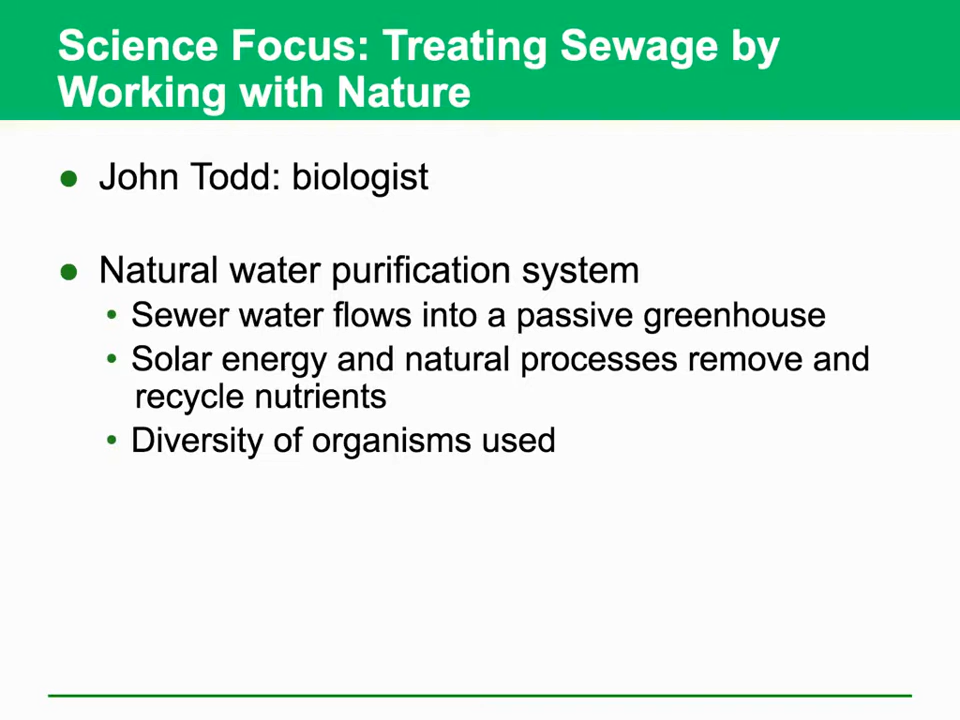 Science Focus: Treating Sewage by
Working with Nature
● John Todd: biologist
● Natural water purification system
• Sewer water flows into a passive greenhouse
• Solar energy and natural processes remove and
recycle nutrients
• Diversity of organisms used